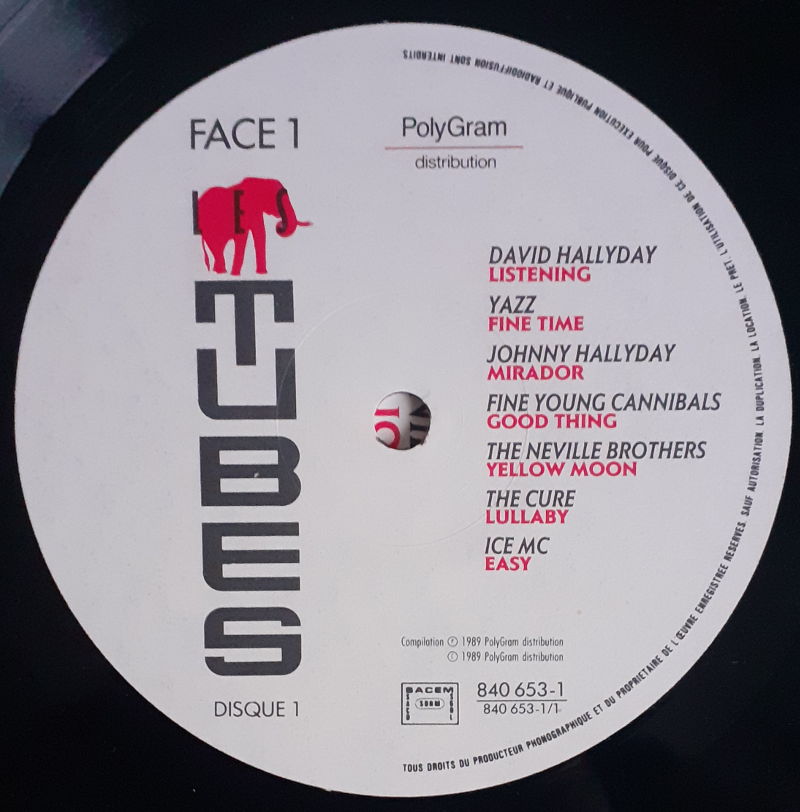 FACE 1
LES
TUBES
DISQUE 1
PolyGram
distribution
DAVID HALLYDAY
LISTENING
YAZZ
FINE TIME
JOHNNY HALLYDAY
MIRADOR
FINE YOUNG CANNIBALS
GOOD THING
THE NEVILLE BROTHERS
YELLOW MOON
THE CURE
LULLABY
ICE MC
EASY
Compilation Ⓟ 1989 PolyGram distribution
© 1989 PolyGram distribution
SACEM
SACD SDRM SGDL
840 653-1
840 653-1/1
TOUS DROITS DU PRODUCTEUR PHONOGRAPHIQUE ET DU PROPRIETAIRE DE L'ŒUVRE ENREGISTREE RESERVES. SAUF AUTORISATION, LA DUPLICATION, LA LOCATION, LE PRET, L'UTILISATION DE CE DISQUE POUR EXECUTION PUBLIQUE ET RADIODIFFUSION SONT INTERDITS